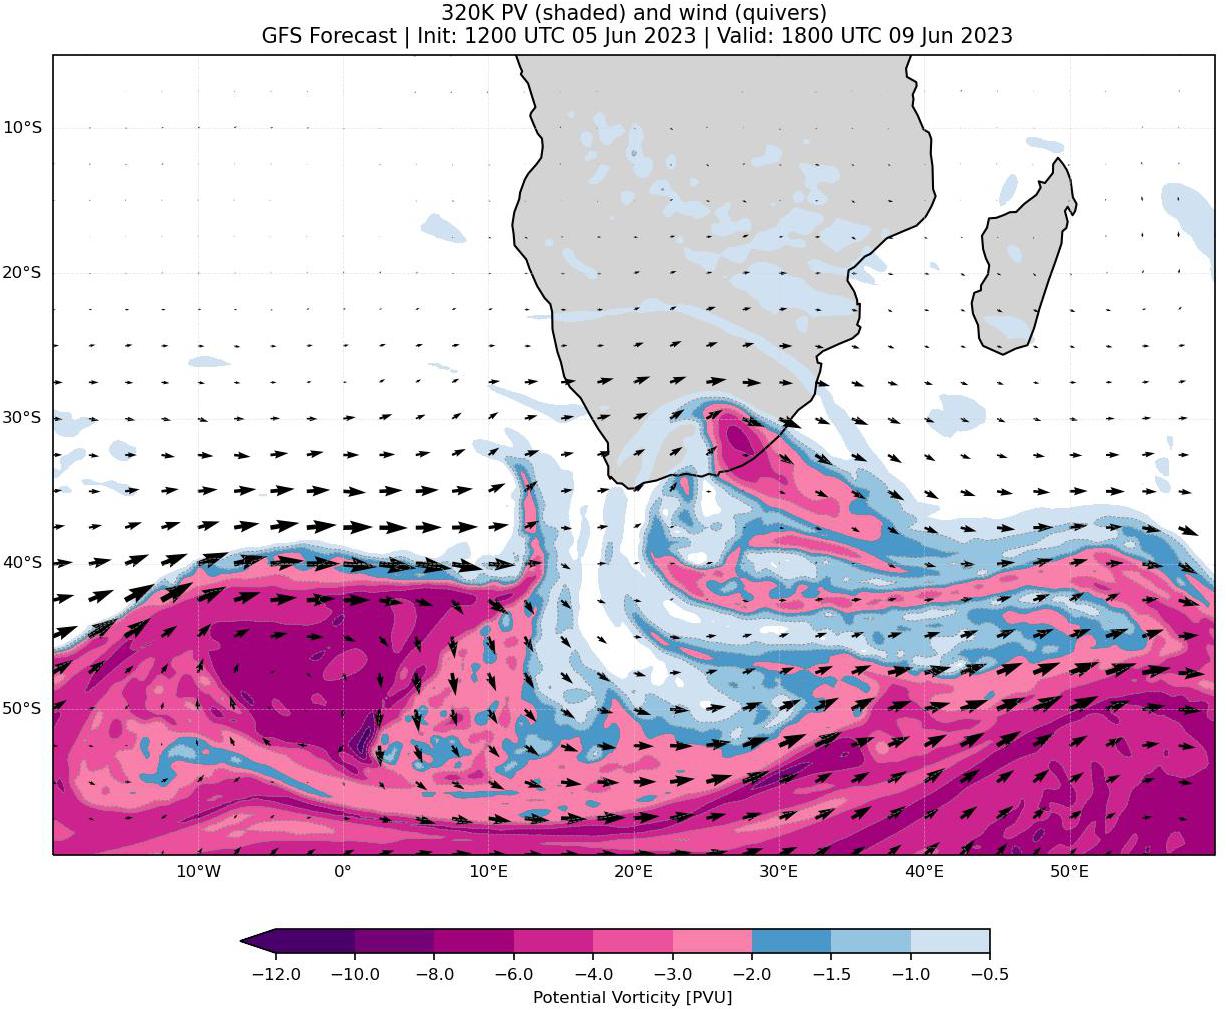 320K PV (shaded) and wind (quivers)
GFS Forecast | Init: 1200 UTC 05 Jun 2023 | Valid: 1800 UTC 09 Jun 2023
10°S
20°S
30°S
40°S
50°S
10°W 0° 10°E 20°E 30°E 40°E 50°E
−12.0 −10.0 −8.0 −6.0 −4.0 −3.0 −2.0 −1.5 −1.0 −0.5
Potential Vorticity [PVU]